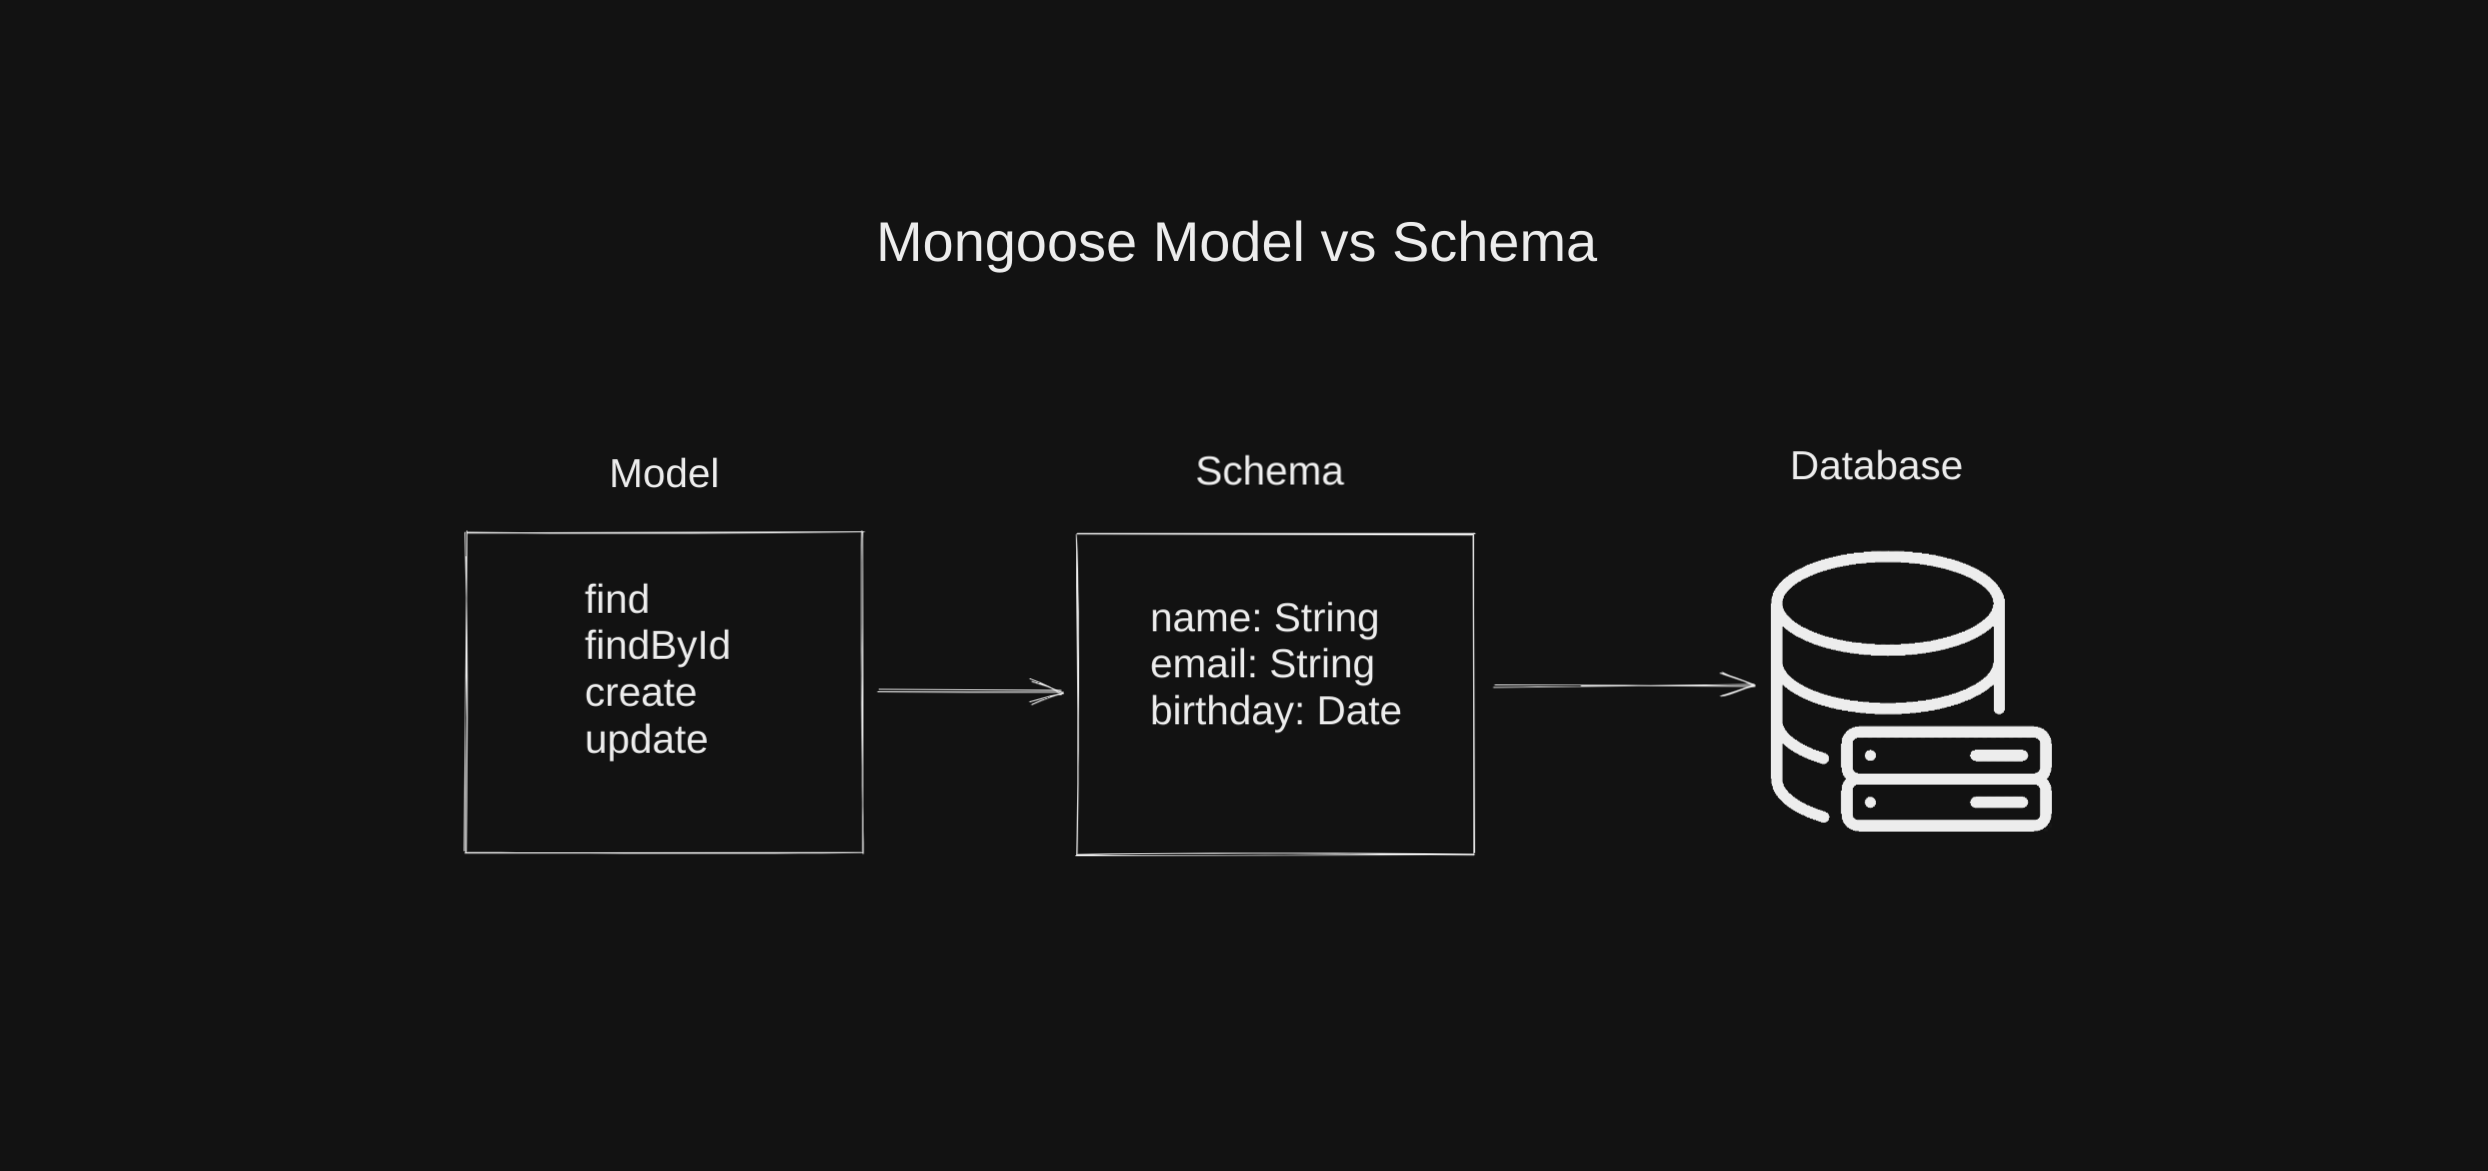 Mongoose Model vs Schema
Model
find
findById
create
update
Schema
name: String
email: String
birthday: Date
Database